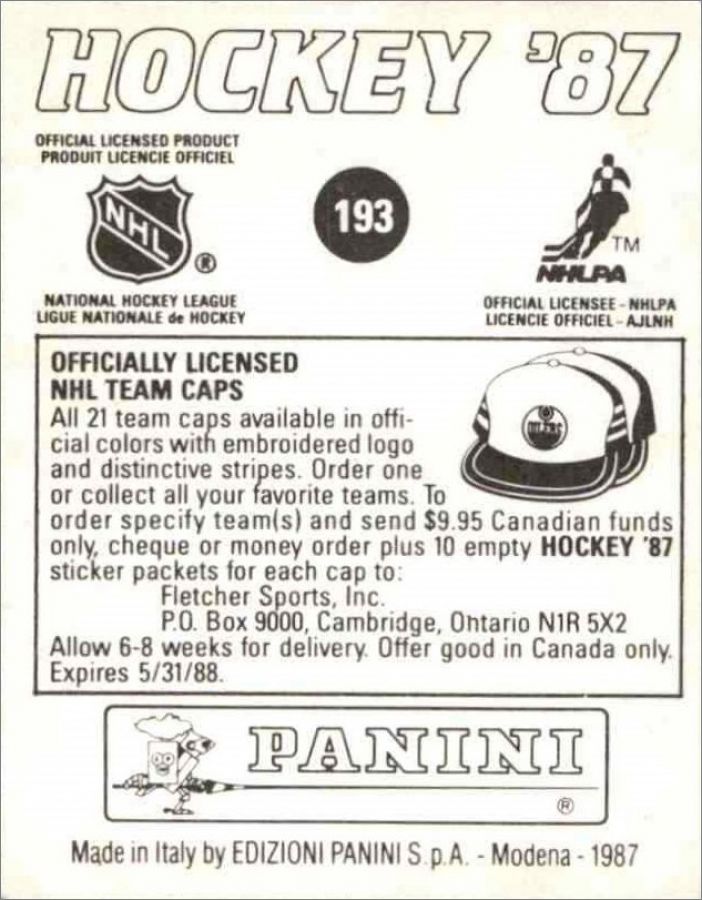 HOCKEY '87
OFFICIAL LICENSED PRODUCT
PRODUIT LICENCIE OFFICIEL
NHL
®
193
TM
NHLPA
NATIONAL HOCKEY LEAGUE
LIGUE NATIONALE de HOCKEY
OFFICIAL LICENSEE - NHLPA
LICENCIE OFFICIEL - AJLNH
OFFICIALLY LICENSED
NHL TEAM CAPS
All 21 team caps available in offi-
cial colors with embroidered logo
and distinctive stripes. Order one
or collect all your favorite teams. To
order specify team(s) and send $9.95 Canadian funds
only, cheque or money order plus 10 empty HOCKEY '87
sticker packets for each cap to:
Fletcher Sports, Inc.
P.O. Box 9000, Cambridge, Ontario N1R 5X2
Allow 6-8 weeks for delivery. Offer good in Canada only.
Expires 5/31/88.
OILERS
PANINI
®
Made in Italy by EDIZIONI PANINI S.p.A. - Modena - 1987